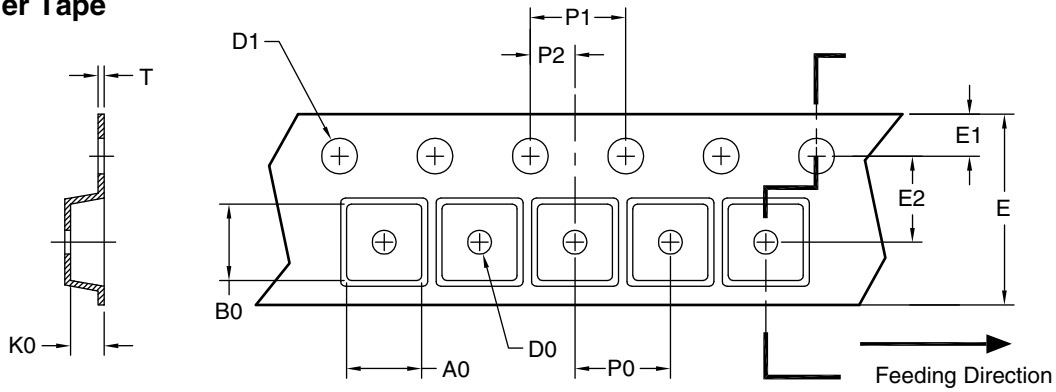 er Tape
P1
D1
P2
T
E1
E2
E
B0
K0
A0
D0
P0
Feeding Direction